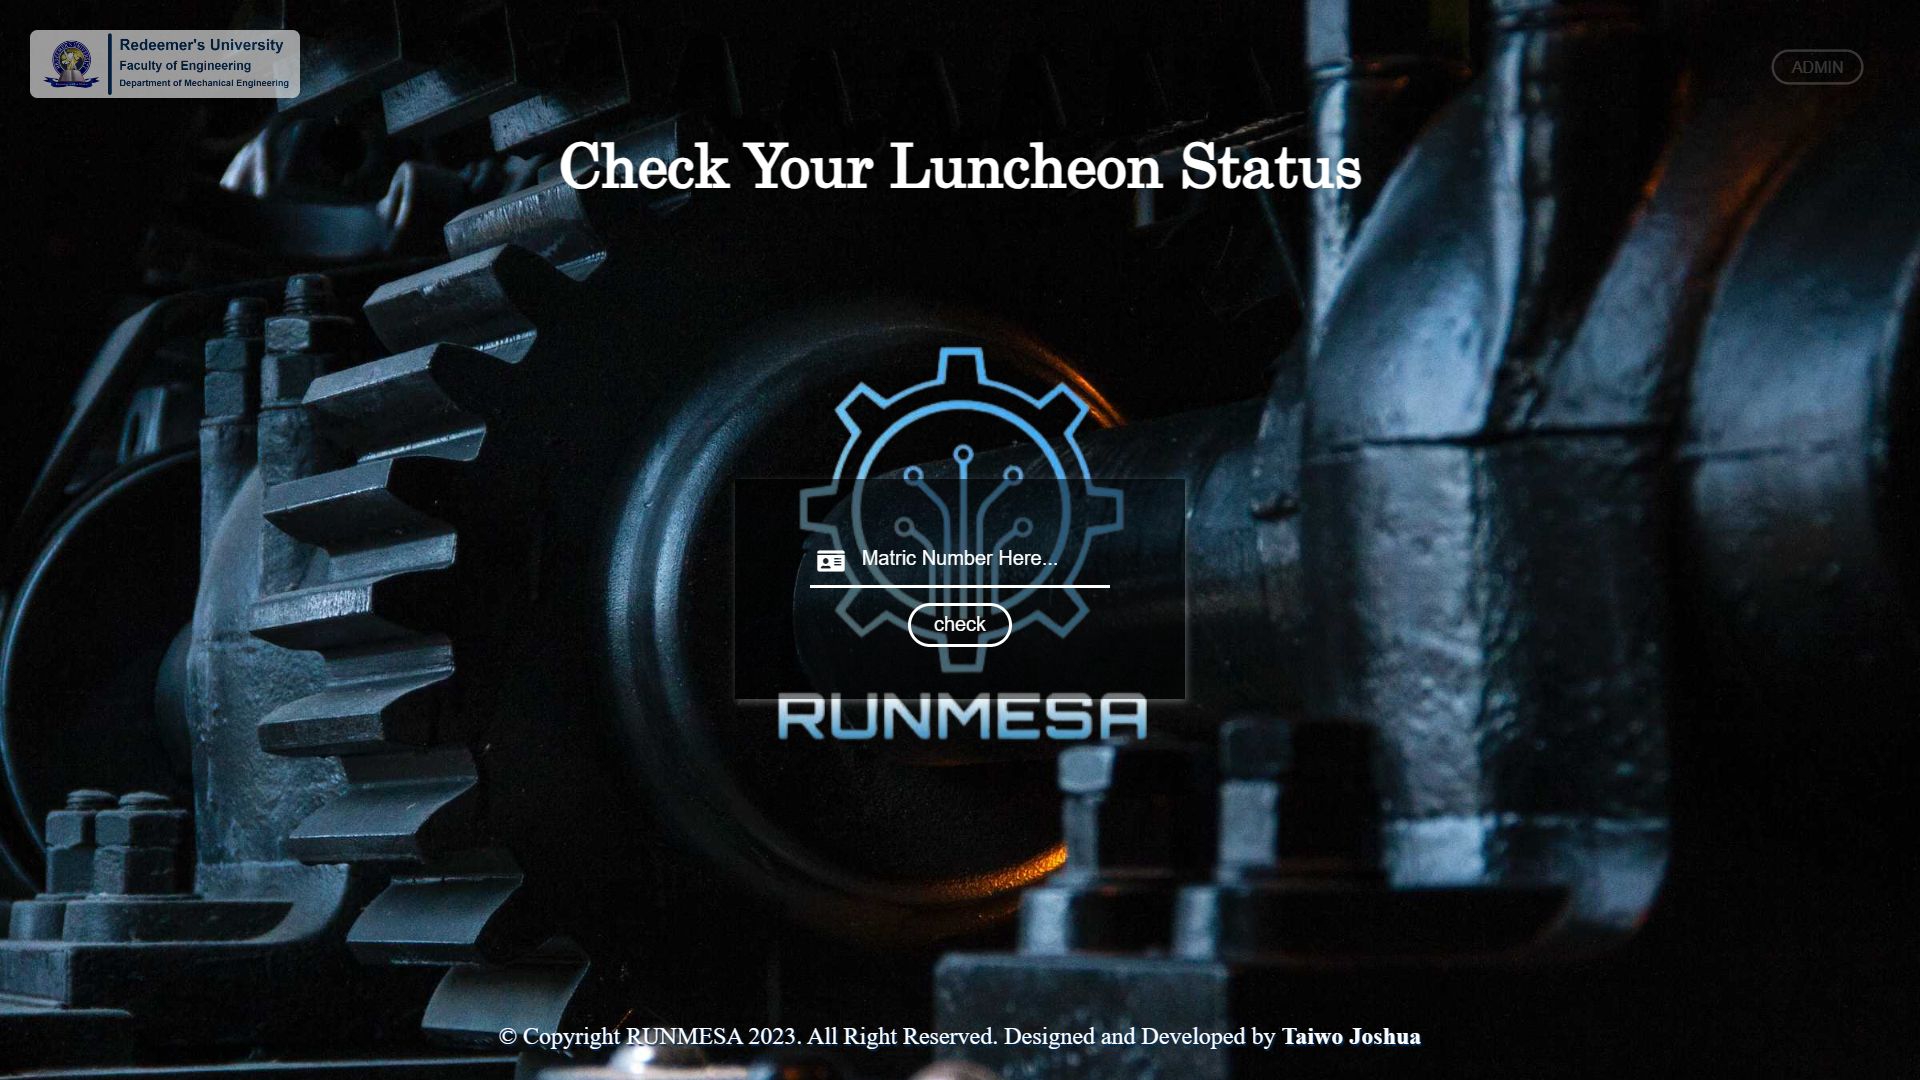 Redeemer's University
Faculty of Engineering
Department of Mechanical Engineering
ADMIN
Check Your Luncheon Status
Matric Number Here...
check
RUNMESA
© Copyright RUNMESA 2023. All Right Reserved. Designed and Developed by Taiwo Joshua